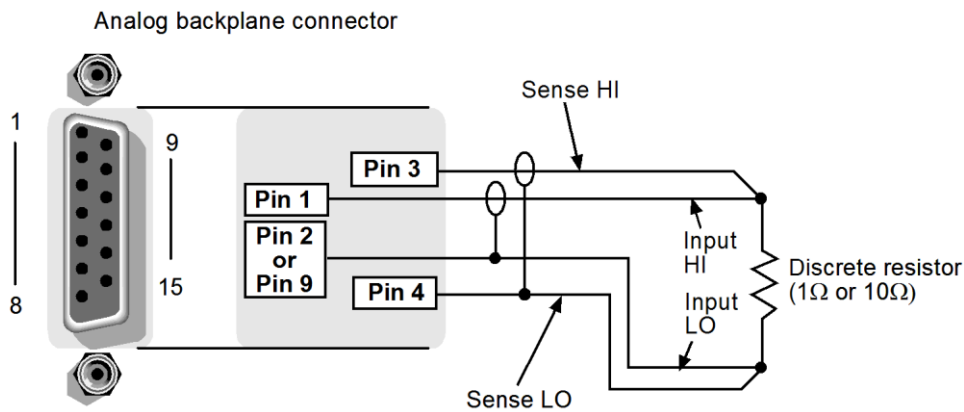 Analog backplane connector
1
8
9
15
Pin 3
Pin 1
Pin 2
or
Pin 9
Pin 4
Sense HI
Input
HI
Input
LO
Sense LO
Discrete resistor
(1Ω or 10Ω)